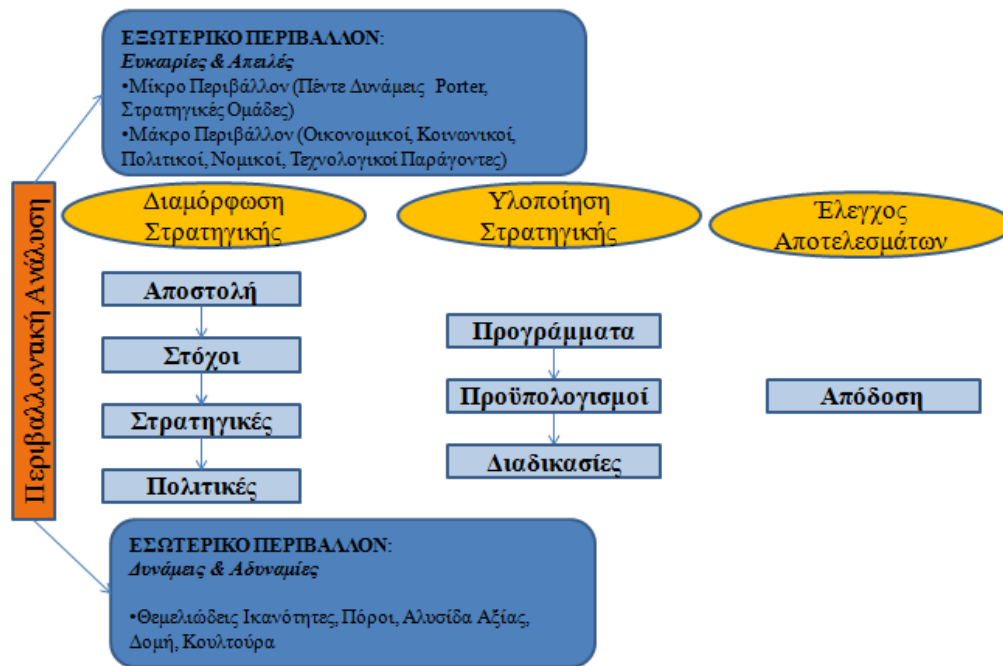 ΕΞΩΤΕΡΙΚΟ ΠΕΡΙΒΑΛΛΟΝ:
Ευκαιρίες & Απειλές
•Μίκρο Περιβάλλον (Πέντε Δυνάμεις Porter,
Στρατηγικές Ομάδες)
•Μάκρο Περιβάλλον (Οικονομικοί, Κοινωνικοί,
Πολιτικοί, Νομικοί, Τεχνολογικοί Παράγοντες)
Περιβαλλοντική Ανάλυση
Διαμόρφωση
Στρατηγικής
Αποστολή
Στόχοι
Στρατηγικές
Πολιτικές
Υλοποίηση
Στρατηγικής
Προγράμματα
Προϋπολογισμοί
Διαδικασίες
Έλεγχος
Αποτελεσμάτων
Απόδοση
ΕΣΩΤΕΡΙΚΟ ΠΕΡΙΒΑΛΛΟΝ:
Δυνάμεις & Αδυναμίες
•Θεμελιώδεις Ικανότητες, Πόροι, Αλυσίδα Αξίας,
Δομή, Κουλτούρα